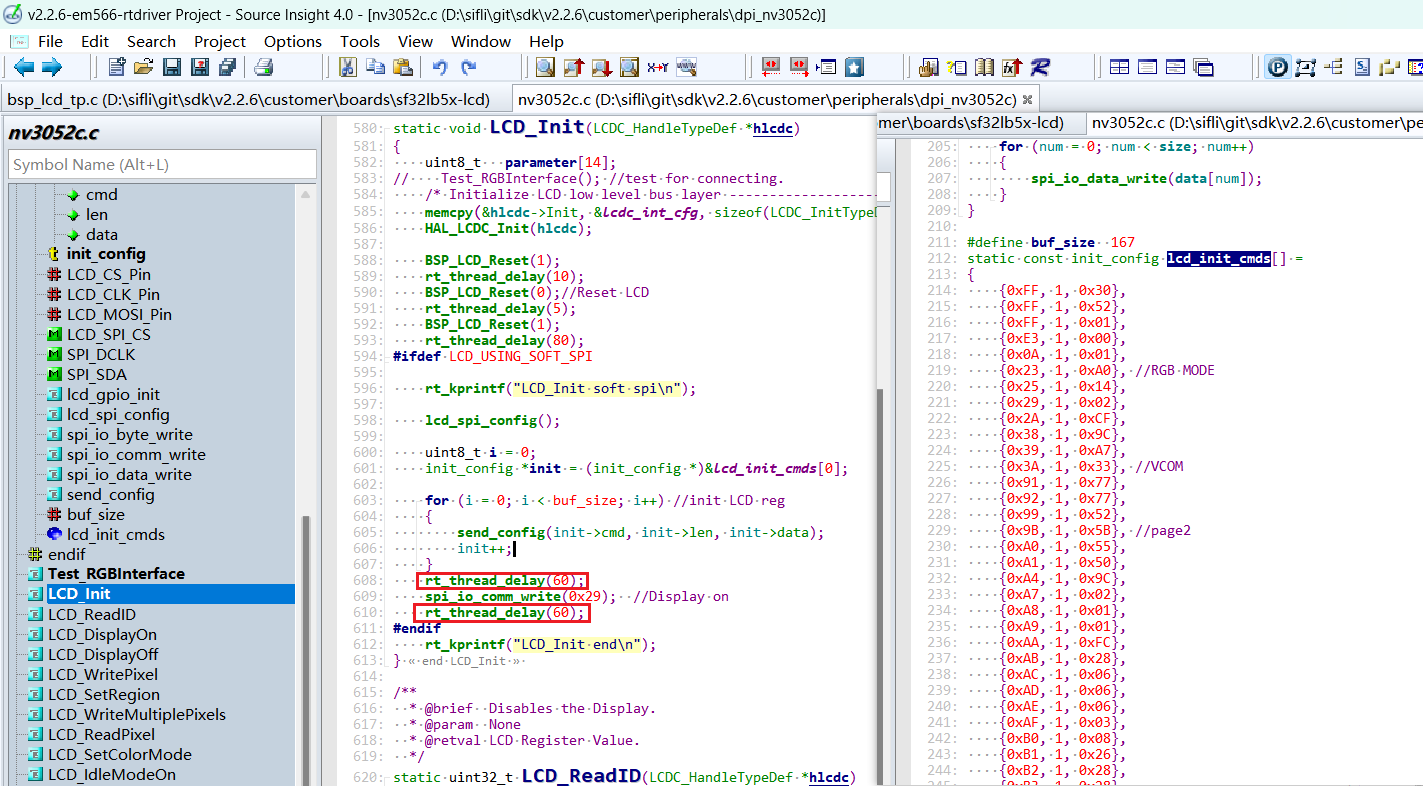 v2.2.6-em566-rtdriver Project - Source Insight 4.0 - [nv3052c.c (D:\sifli\git\sdk\v2.2.6\customer\peripherals\dpi_nv3052c)]
File Edit Search Project Options Tools View Window Help
bsp_lcd_tp.c (D:\sifli\git\sdk\v2.2.6\customer\boards\sf32lb5x-lcd) nv3052c.c (D:\sifli\git\sdk\v2.2.6\customer\peripherals\dpi_nv3052c)
nv3052c.c
Symbol Name (Alt+L)
cmd
len
data
init_config
LCD_CS_Pin
LCD_CLK_Pin
LCD_MOSI_Pin
LCD_SPI_CS
SPI_DCLK
SPI_SDA
lcd_gpio_init
lcd_spi_config
spi_io_byte_write
spi_io_comm_write
spi_io_data_write
send_config
buf_size
lcd_init_cmds
endif
Test_RGBInterface
LCD_Init
LCD_ReadID
LCD_DisplayOn
LCD_DisplayOff
LCD_WritePixel
LCD_SetRegion
LCD_WriteMultiplePixels
LCD_ReadPixel
LCD_SetColorMode
LCD_IdleModeOn
580: static void LCD_Init(LCDC_HandleTypeDef *hlcdc)
581: {
582: uint8_t parameter[14];
583: // Test_RGBInterface(); //test for connecting.
584: /* Initialize LCD low level bus layer -------------------
585: memcpy(&hlcdc->Init, &lcdc_int_cfg, sizeof(LCDC_InitTypeD
586: HAL_LCDC_Init(hlcdc);
587:
588: BSP_LCD_Reset(1);
589: rt_thread_delay(10);
590: BSP_LCD_Reset(0);//Reset LCD
591: rt_thread_delay(5);
592: BSP_LCD_Reset(1);
593: rt_thread_delay(80);
594: #ifdef LCD_USING_SOFT_SPI
595:
596: rt_kprintf("LCD_Init soft spi\n");
597:
598: lcd_spi_config();
599:
600: uint8_t i = 0;
601: init_config *init = (init_config *)&lcd_init_cmds[0];
602:
603: for (i = 0; i < buf_size; i++) //init LCD reg
604: {
605: send_config(init->cmd, init->len, init->data);
606: init++;
607: }
608: rt_thread_delay(60);
609: spi_io_comm_write(0x29); //Display on
610: rt_thread_delay(60);
611: #endif
612: rt_kprintf("LCD_Init end\n");
613: } « end LCD_Init »
614:
615: /**
616: * @brief Disables the Display.
617: * @param None
618: * @retval LCD Register Value.
619: */
620: static uint32_t LCD_ReadID(LCDC_HandleTypeDef *hlcdc)
mer\boards\sf32lb5x-lcd) nv3052c.c (D:\sifli\git\sdk\v2.2.6\customer\pe
205: for (num = 0; num < size; num++)
206: {
207: spi_io_data_write(data[num]);
208: }
209: }
210:
211: #define buf_size 167
212: static const init_config lcd_init_cmds[] =
213: {
214: {0xFF, 1, 0x30},
215: {0xFF, 1, 0x52},
216: {0xFF, 1, 0x01},
217: {0xE3, 1, 0x00},
218: {0x0A, 1, 0x01},
219: {0x23, 1, 0xA0}, //RGB MODE
220: {0x25, 1, 0x14},
221: {0x29, 1, 0x02},
222: {0x2A, 1, 0xCF},
223: {0x38, 1, 0x9C},
224: {0x39, 1, 0xA7},
225: {0x3A, 1, 0x33}, //VCOM
226: {0x91, 1, 0x77},
227: {0x92, 1, 0x77},
228: {0x99, 1, 0x52},
229: {0x9B, 1, 0x5B}, //page2
230: {0xA0, 1, 0x55},
231: {0xA1, 1, 0x50},
232: {0xA4, 1, 0x9C},
233: {0xA7, 1, 0x02},
234: {0xA8, 1, 0x01},
235: {0xA9, 1, 0x01},
236: {0xAA, 1, 0xFC},
237: {0xAB, 1, 0x28},
238: {0xAC, 1, 0x06},
239: {0xAD, 1, 0x06},
240: {0xAE, 1, 0x06},
241: {0xAF, 1, 0x03},
242: {0xB0, 1, 0x08},
243: {0xB1, 1, 0x26},
244: {0xB2, 1, 0x28},